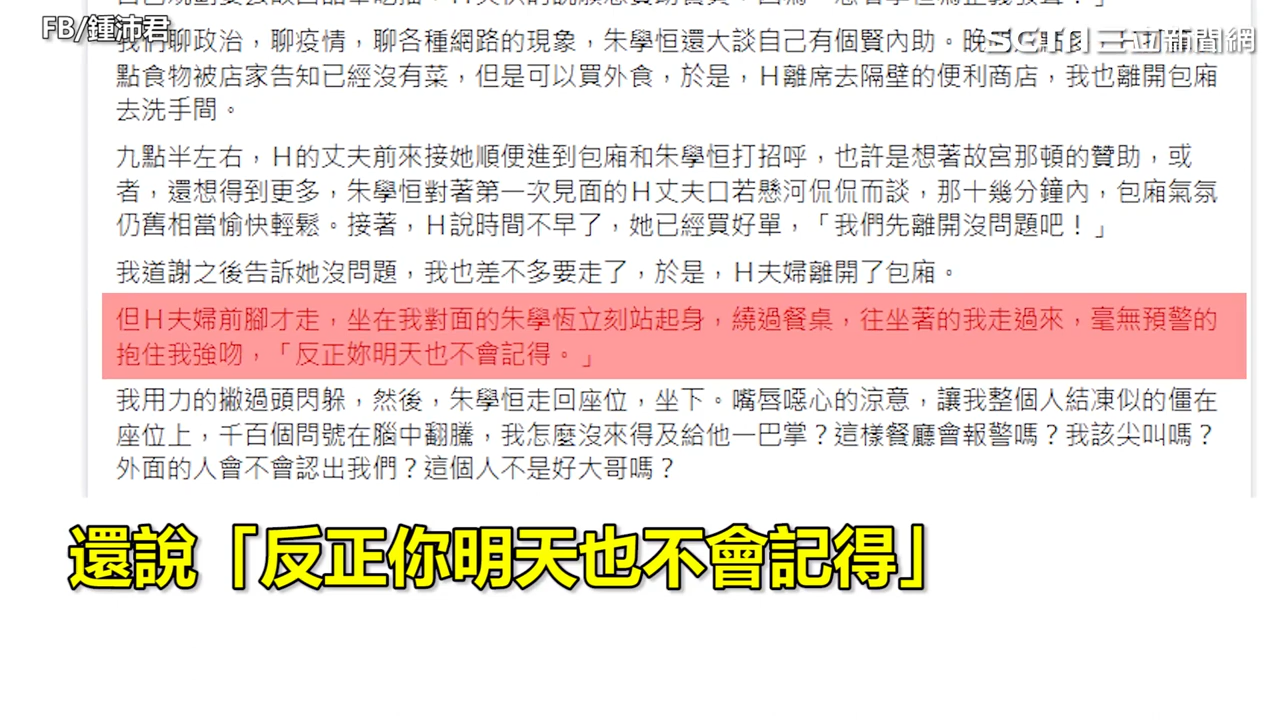 FB/鍾沛君
SET 三立新聞網
我們聊政治，聊疫情，聊各種網路的現象，朱學恒還大談自己有個賢內助。晚
點食物被店家告知已經沒有菜，但是可以買外食，於是，H離席去隔壁的便利商店，我也離開包廂
去洗手間。
九點半左右，H的丈夫前來接她順便進到包廂和朱學恒打招呼，也許是想著故宮那頓的贊助，或
者，還想得到更多，朱學恒對著第一次見面的H丈夫口若懸河侃侃而談，那十幾分鐘內，包廂氣氛
仍舊相當愉快輕鬆。接著，H說時間不早了，她已經買好單，「我們先離開沒問題吧！」
我道謝之後告訴她沒問題，我也差不多要走了，於是，H夫婦離開了包廂。
但H夫婦前腳才走，坐在我對面的朱學恆立刻站起身，繞過餐桌，往坐著的我走過來，毫無預警的
抱住我強吻，「反正妳明天也不會記得。」
我用力的撇過頭閃躲，然後，朱學恒走回座位，坐下。嘴唇噁心的涼意，讓我整個人結凍似的僵在
座位上，千百個問號在腦中翻騰，我怎麼沒來得及給他一巴掌？這樣餐廳會報警嗎？我該尖叫嗎？
外面的人會不會認出我們？這個人不是好大哥嗎？
還說「反正你明天也不會記得」